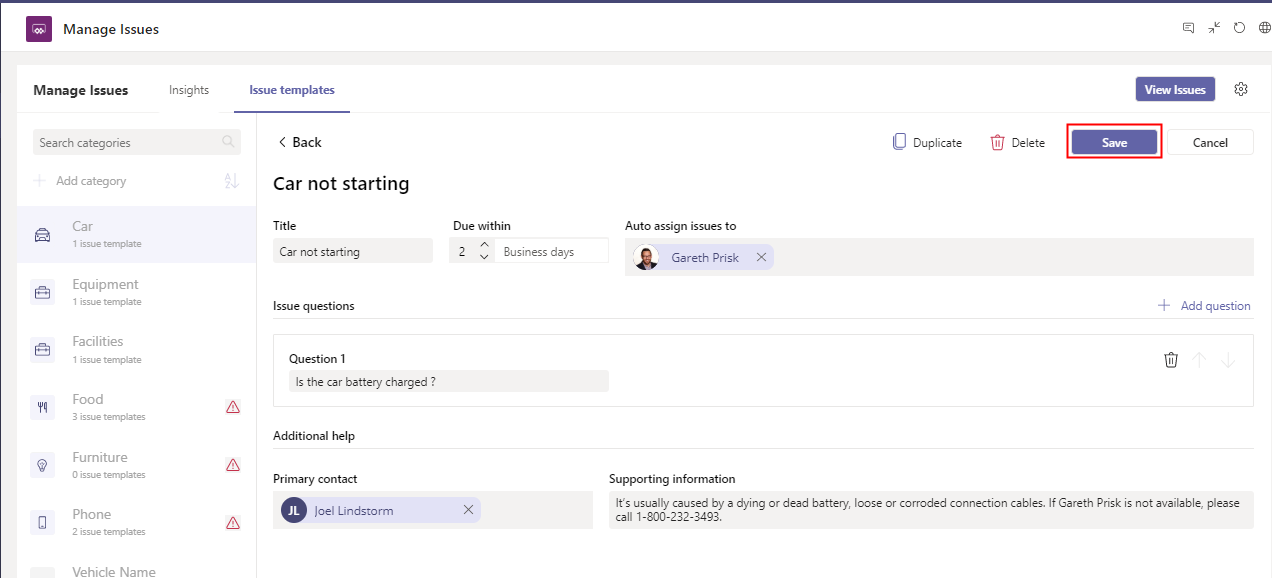 Manage Issues
Manage Issues
Insights
Issue templates
View Issues
Search categories
Add category
Car
1 issue template
Equipment
1 issue template
Facilities
1 issue template
Food
3 issue templates
Furniture
0 issue templates
Phone
2 issue templates
Vehicle Name
Back
Duplicate
Delete
Save
Cancel
Car not starting
Title
Due within
Auto assign issues to
Car not starting
2
Business days
Gareth Prisk
Issue questions
Add question
Question 1
Is the car battery charged ?
Additional help
Primary contact
Supporting information
JL
Joel Lindstorm
It's usually caused by a dying or dead battery, loose or corroded connection cables. If Gareth Prisk is not available, please
call 1-800-232-3493.